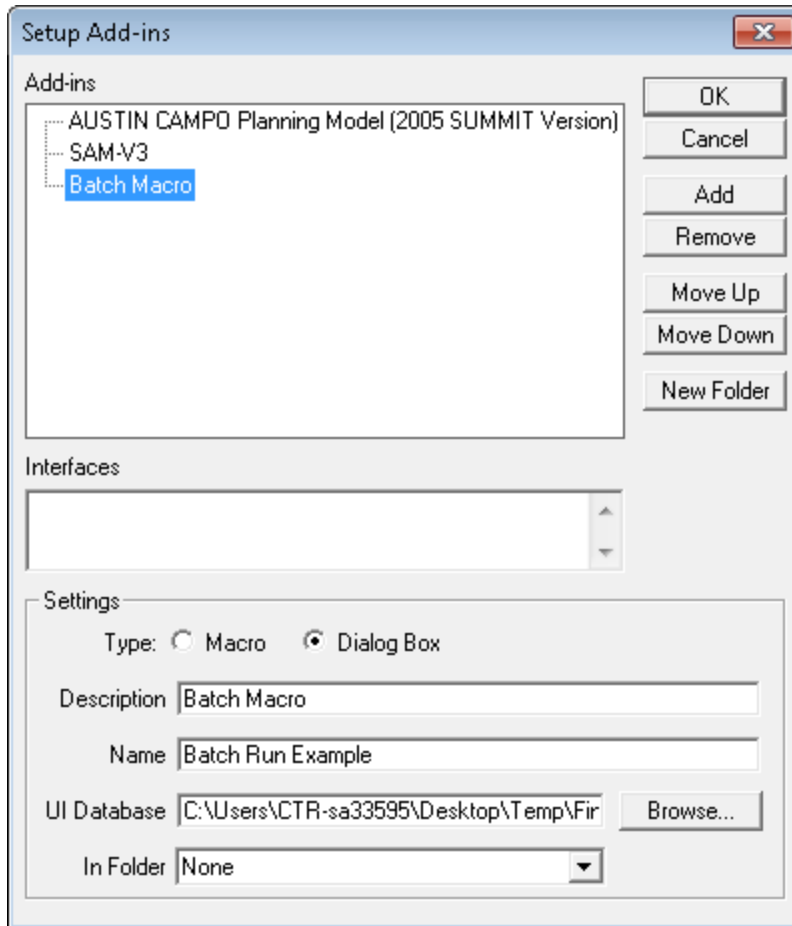 Setup Add-ins
Add-ins
AUSTIN CAMPO Planning Model (2005 SUMMIT Version)
SAM-V3
Batch Macro
OK
Cancel
Add
Remove
Move Up
Move Down
New Folder
Interfaces
Settings
Type: Macro Dialog Box
Description Batch Macro
Name Batch Run Example
UI Database C:\Users\CTR-sa33595\Desktop\Temp\Fir Browse...
In Folder None